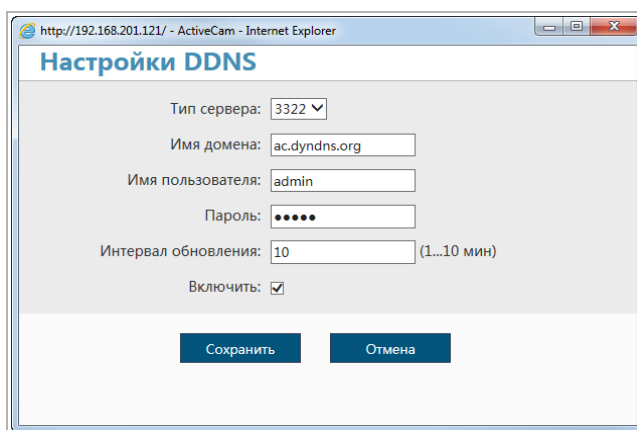 http://192.168.201.121/ - ActiveCam - Internet Explorer
Настройки DDNS
Тип сервера: 3322
Имя домена: ac.dyndns.org
Имя пользователя: admin
Пароль: •••••
Интервал обновления: 10 (1...10 мин)
Включить:
Сохранить Отмена